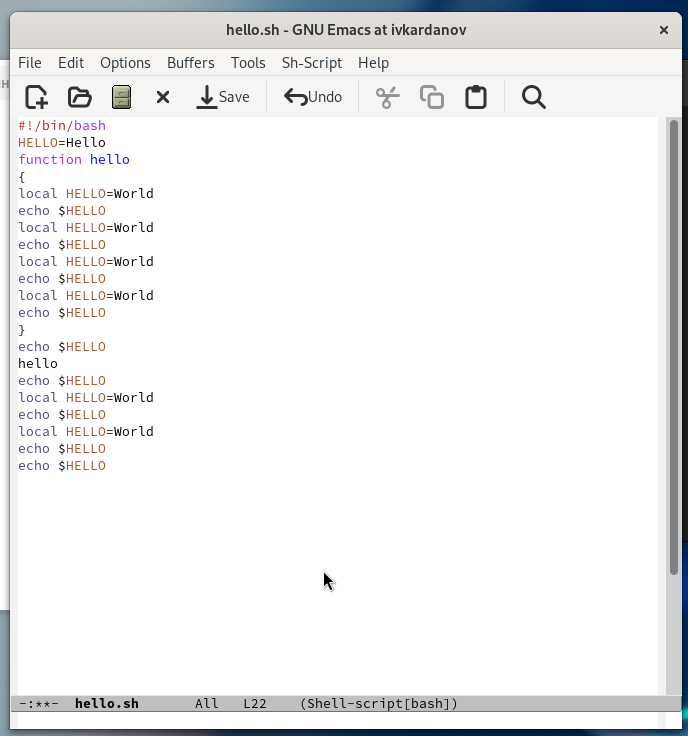 hello.sh - GNU Emacs at ivkardanov ×
File Edit Options Buffers Tools Sh-Script Help
Save Undo
#!/bin/bash
HELLO=Hello
function hello
{
local HELLO=World
echo $HELLO
local HELLO=World
echo $HELLO
local HELLO=World
echo $HELLO
local HELLO=World
echo $HELLO
}
echo $HELLO
hello
echo $HELLO
local HELLO=World
echo $HELLO
local HELLO=World
echo $HELLO
echo $HELLO
-:**- hello.sh All L22 (Shell-script[bash])